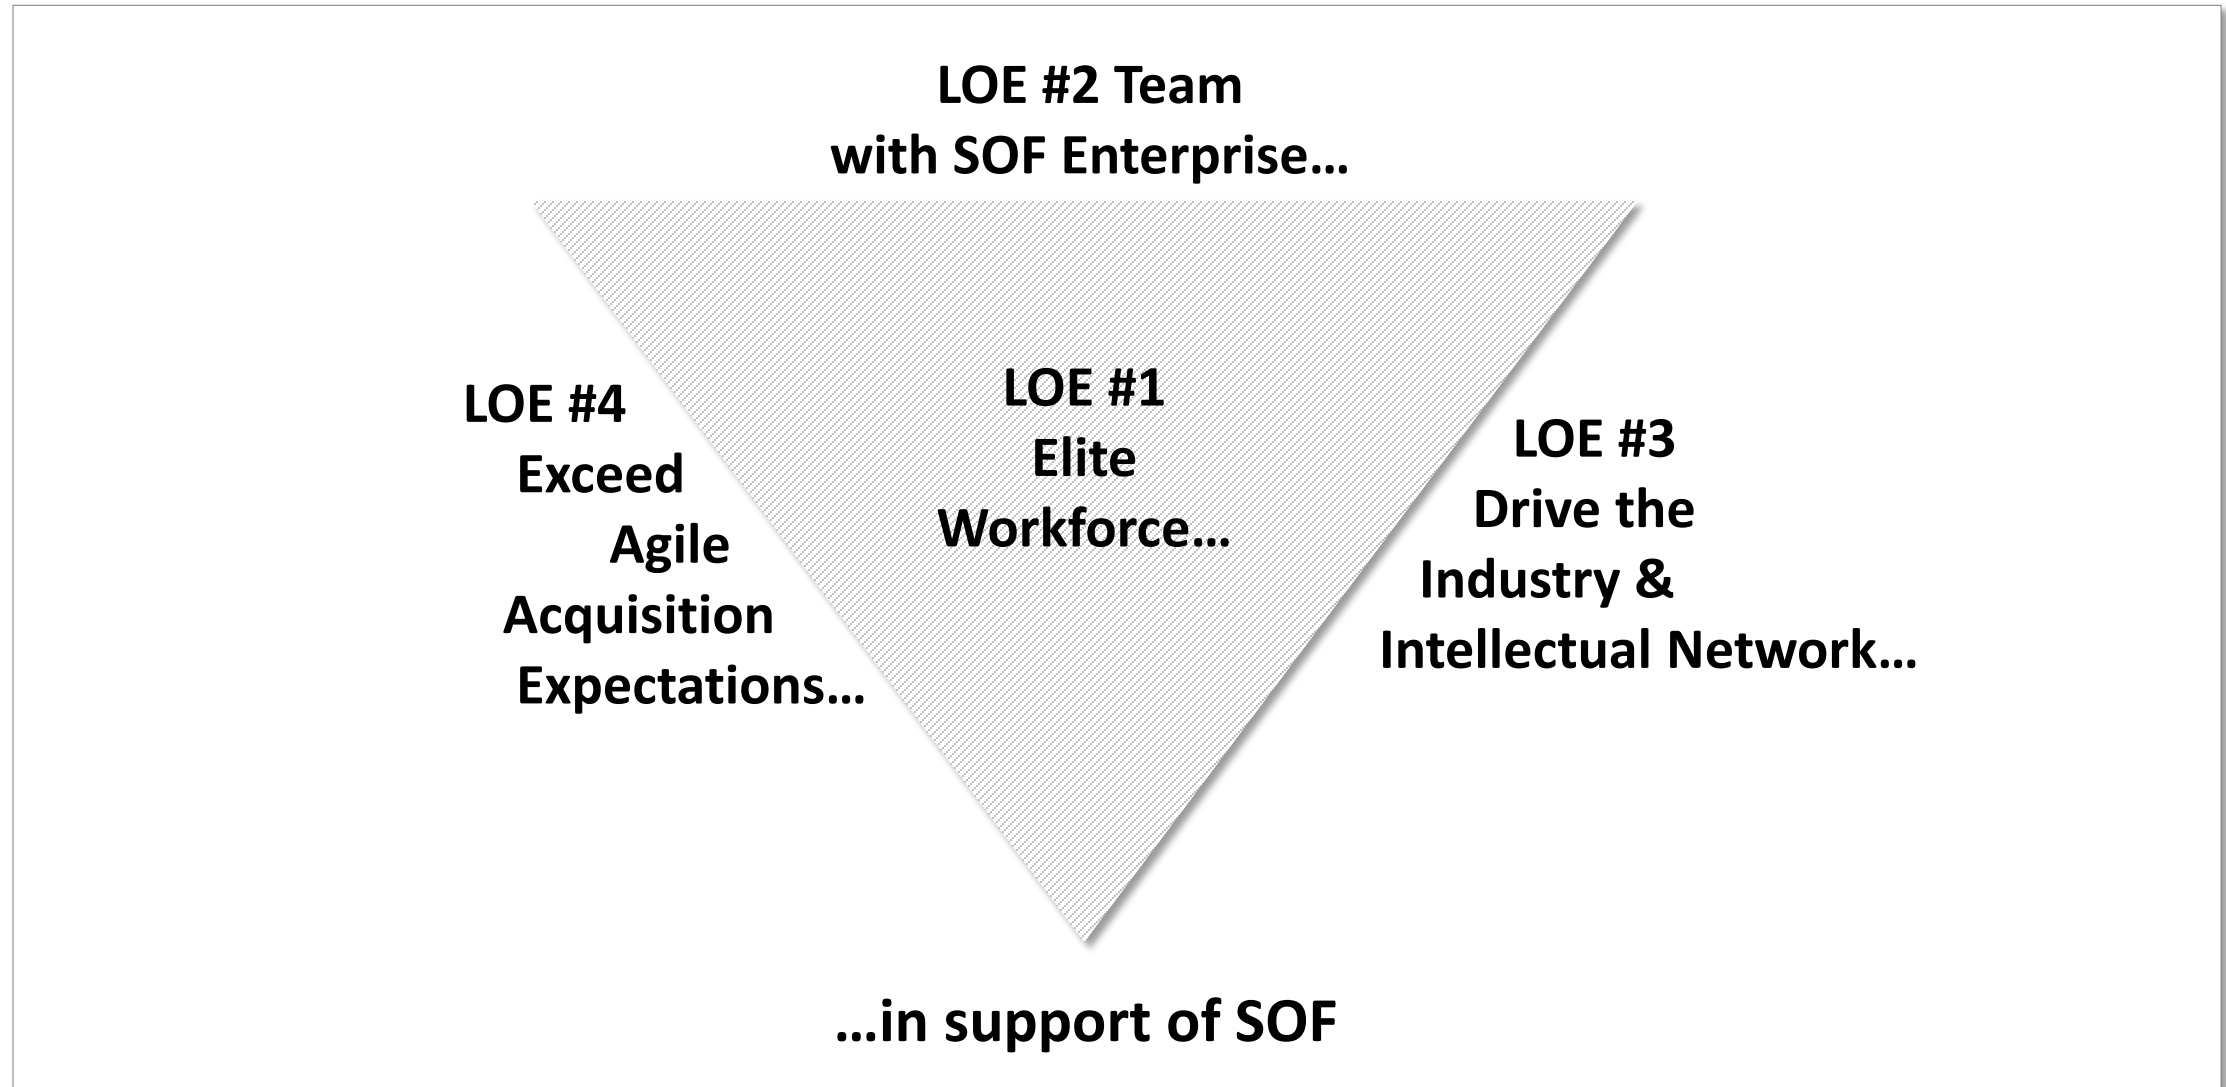 LOE #2 Team
with SOF Enterprise…
LOE #4
Exceed
Agile
Acquisition
Expectations…
LOE #1
Elite
Workforce…
LOE #3
Drive the
Industry &
Intellectual Network…
…in support of SOF